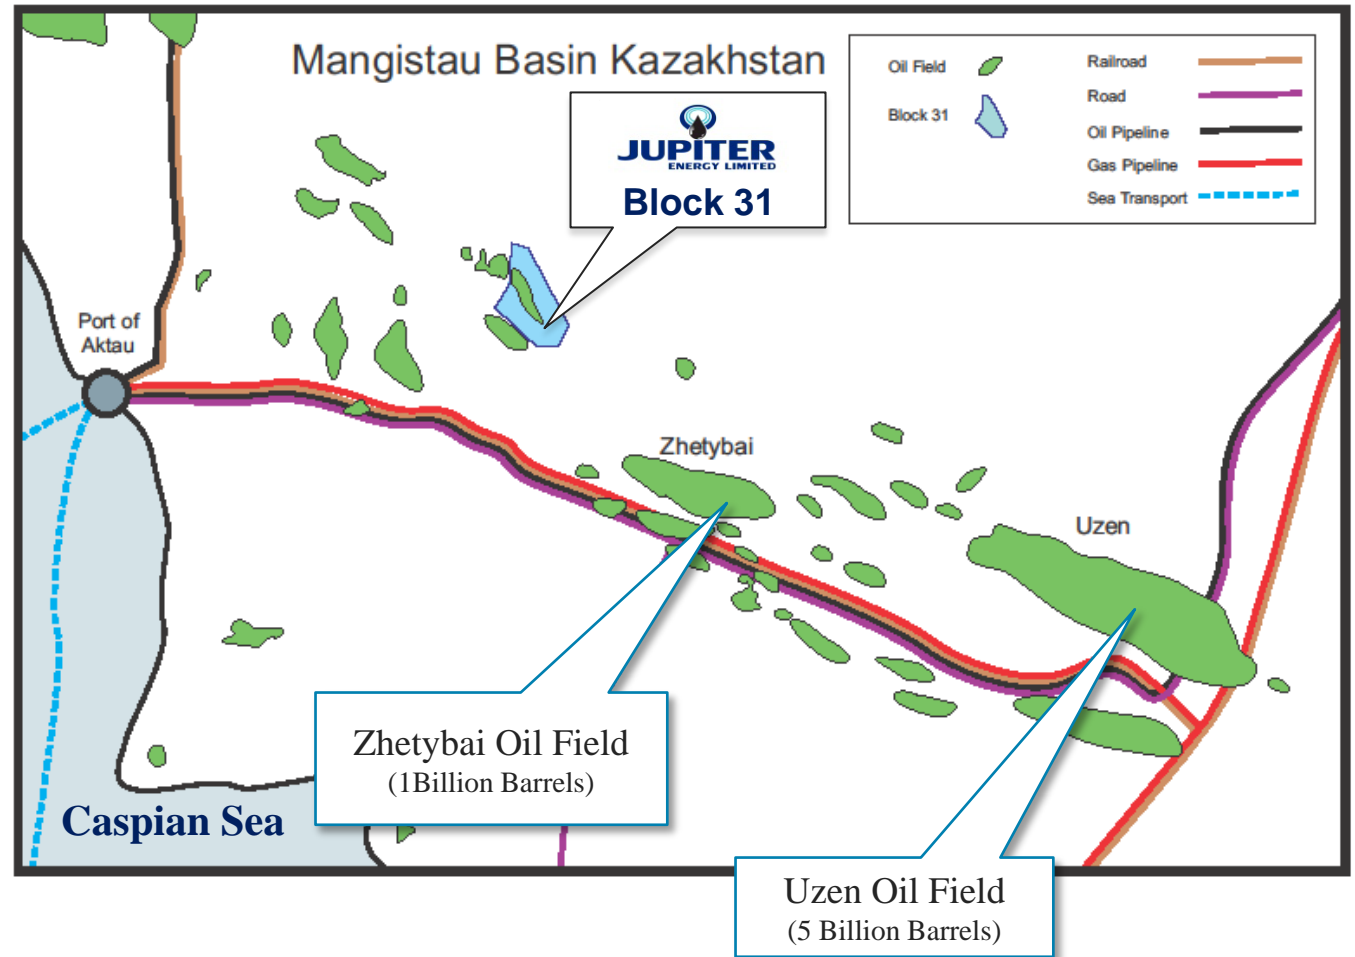 Mangistau Basin Kazakhstan
Oil Field
Block 31
Railroad
Road
Oil Pipeline
Gas Pipeline
Sea Transport
JUPITER
ENERGY LIMITED
Block 31
Port of
Aktau
Zhetybai
Uzen
Zhetybai Oil Field
(1Billion Barrels)
Caspian Sea
Uzen Oil Field
(5 Billion Barrels)